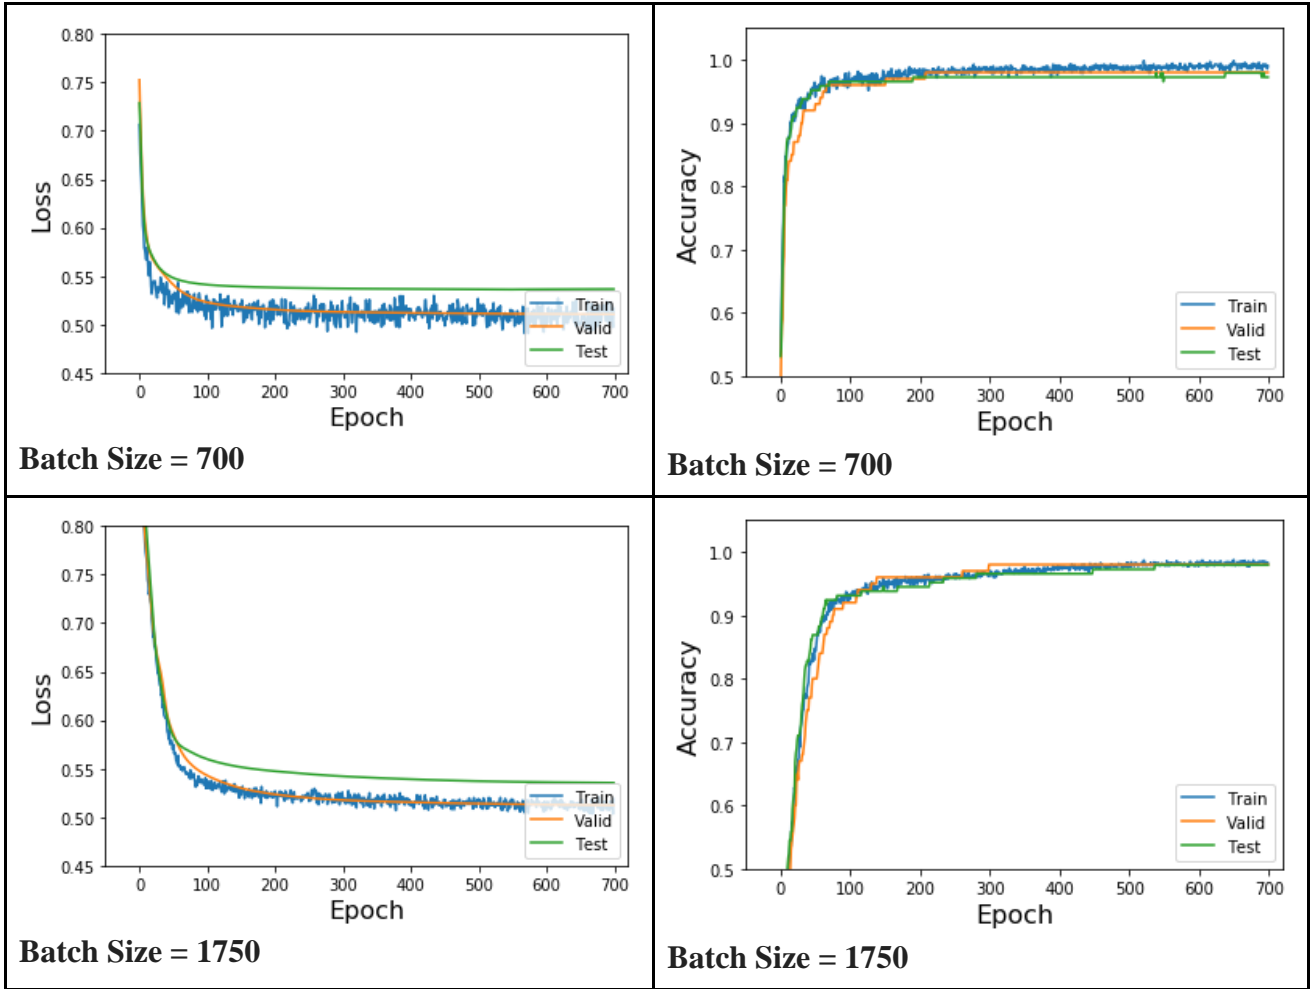 0.80
0.75
0.70
0.65
0.60
0.55
0.50
0.45
Loss
0 100 200 300 400 500 600 700
Epoch
Train
Valid
Test
Batch Size = 700
1.0
0.9
0.8
0.7
0.6
0.5
Accuracy
0 100 200 300 400 500 600 700
Epoch
Train
Valid
Test
Batch Size = 700
0.80
0.75
0.70
0.65
0.60
0.55
0.50
0.45
Loss
0 100 200 300 400 500 600 700
Epoch
Train
Valid
Test
Batch Size = 1750
1.0
0.9
0.8
0.7
0.6
0.5
Accuracy
0 100 200 300 400 500 600 700
Epoch
Train
Valid
Test
Batch Size = 1750